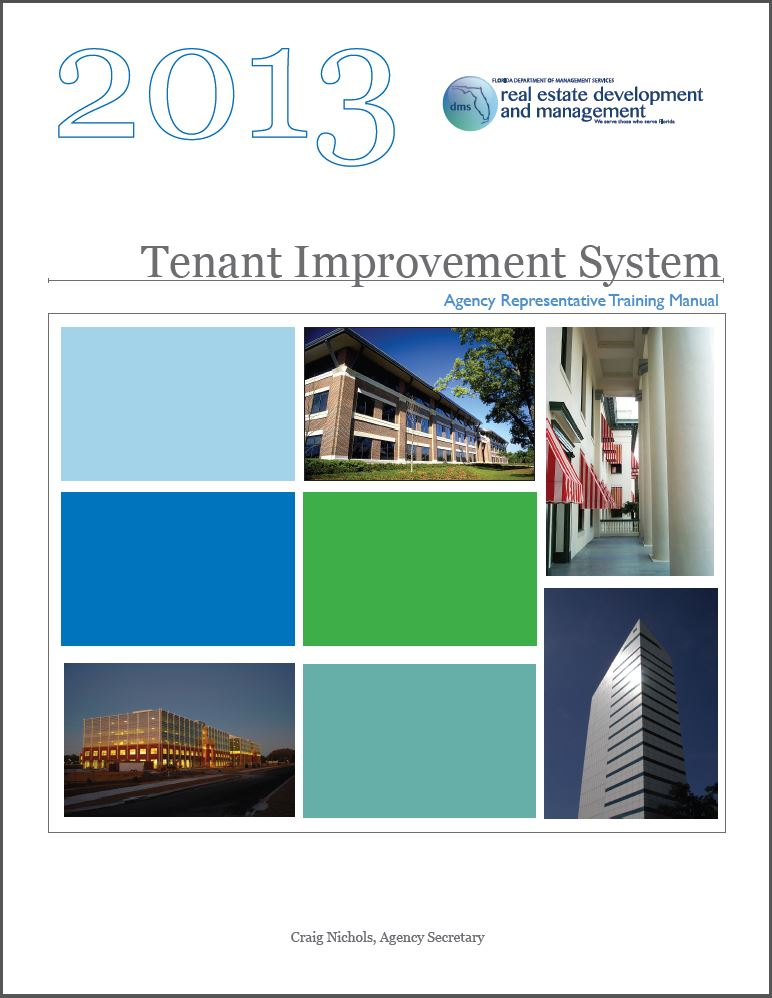 2013
FLORIDA DEPARTMENT OF MANAGEMENT SERVICES
dms
real estate development
and management
We serve those who serve Florida
Tenant Improvement System
Agency Representative Training Manual
Craig Nichols, Agency Secretary